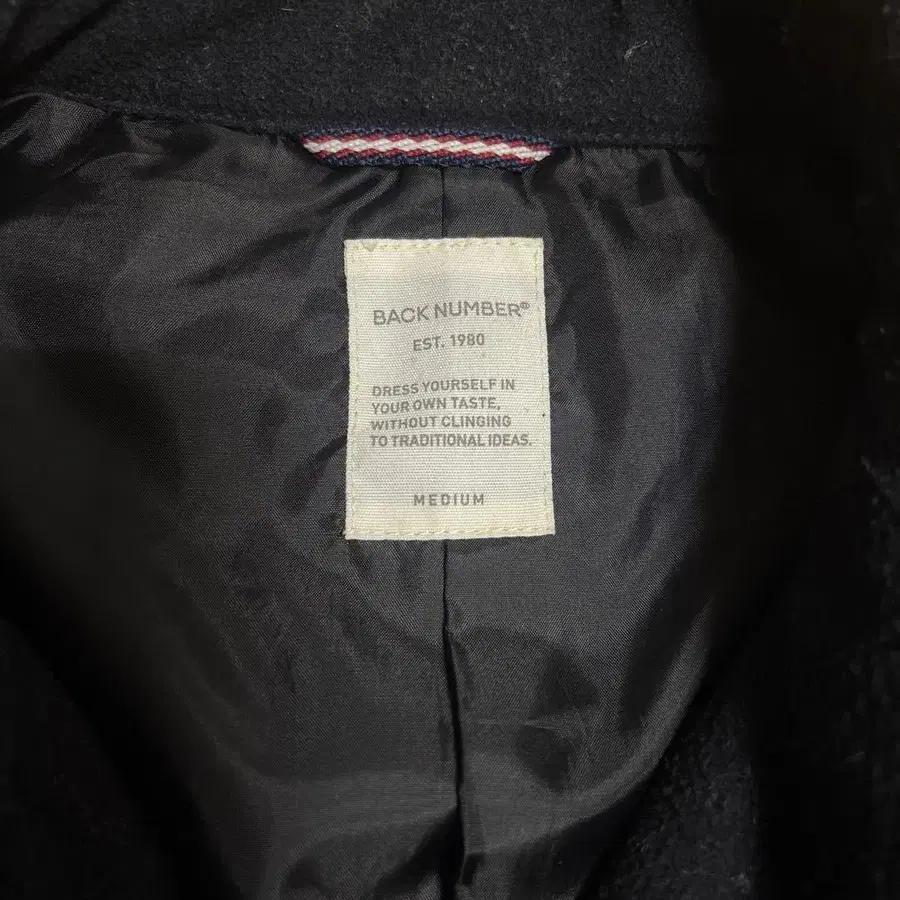 BACK NUMBER®
EST. 1980
DRESS YOURSELF IN
YOUR OWN TASTE,
WITHOUT CLINGING
TO TRADITIONAL IDEAS.
MEDIUM